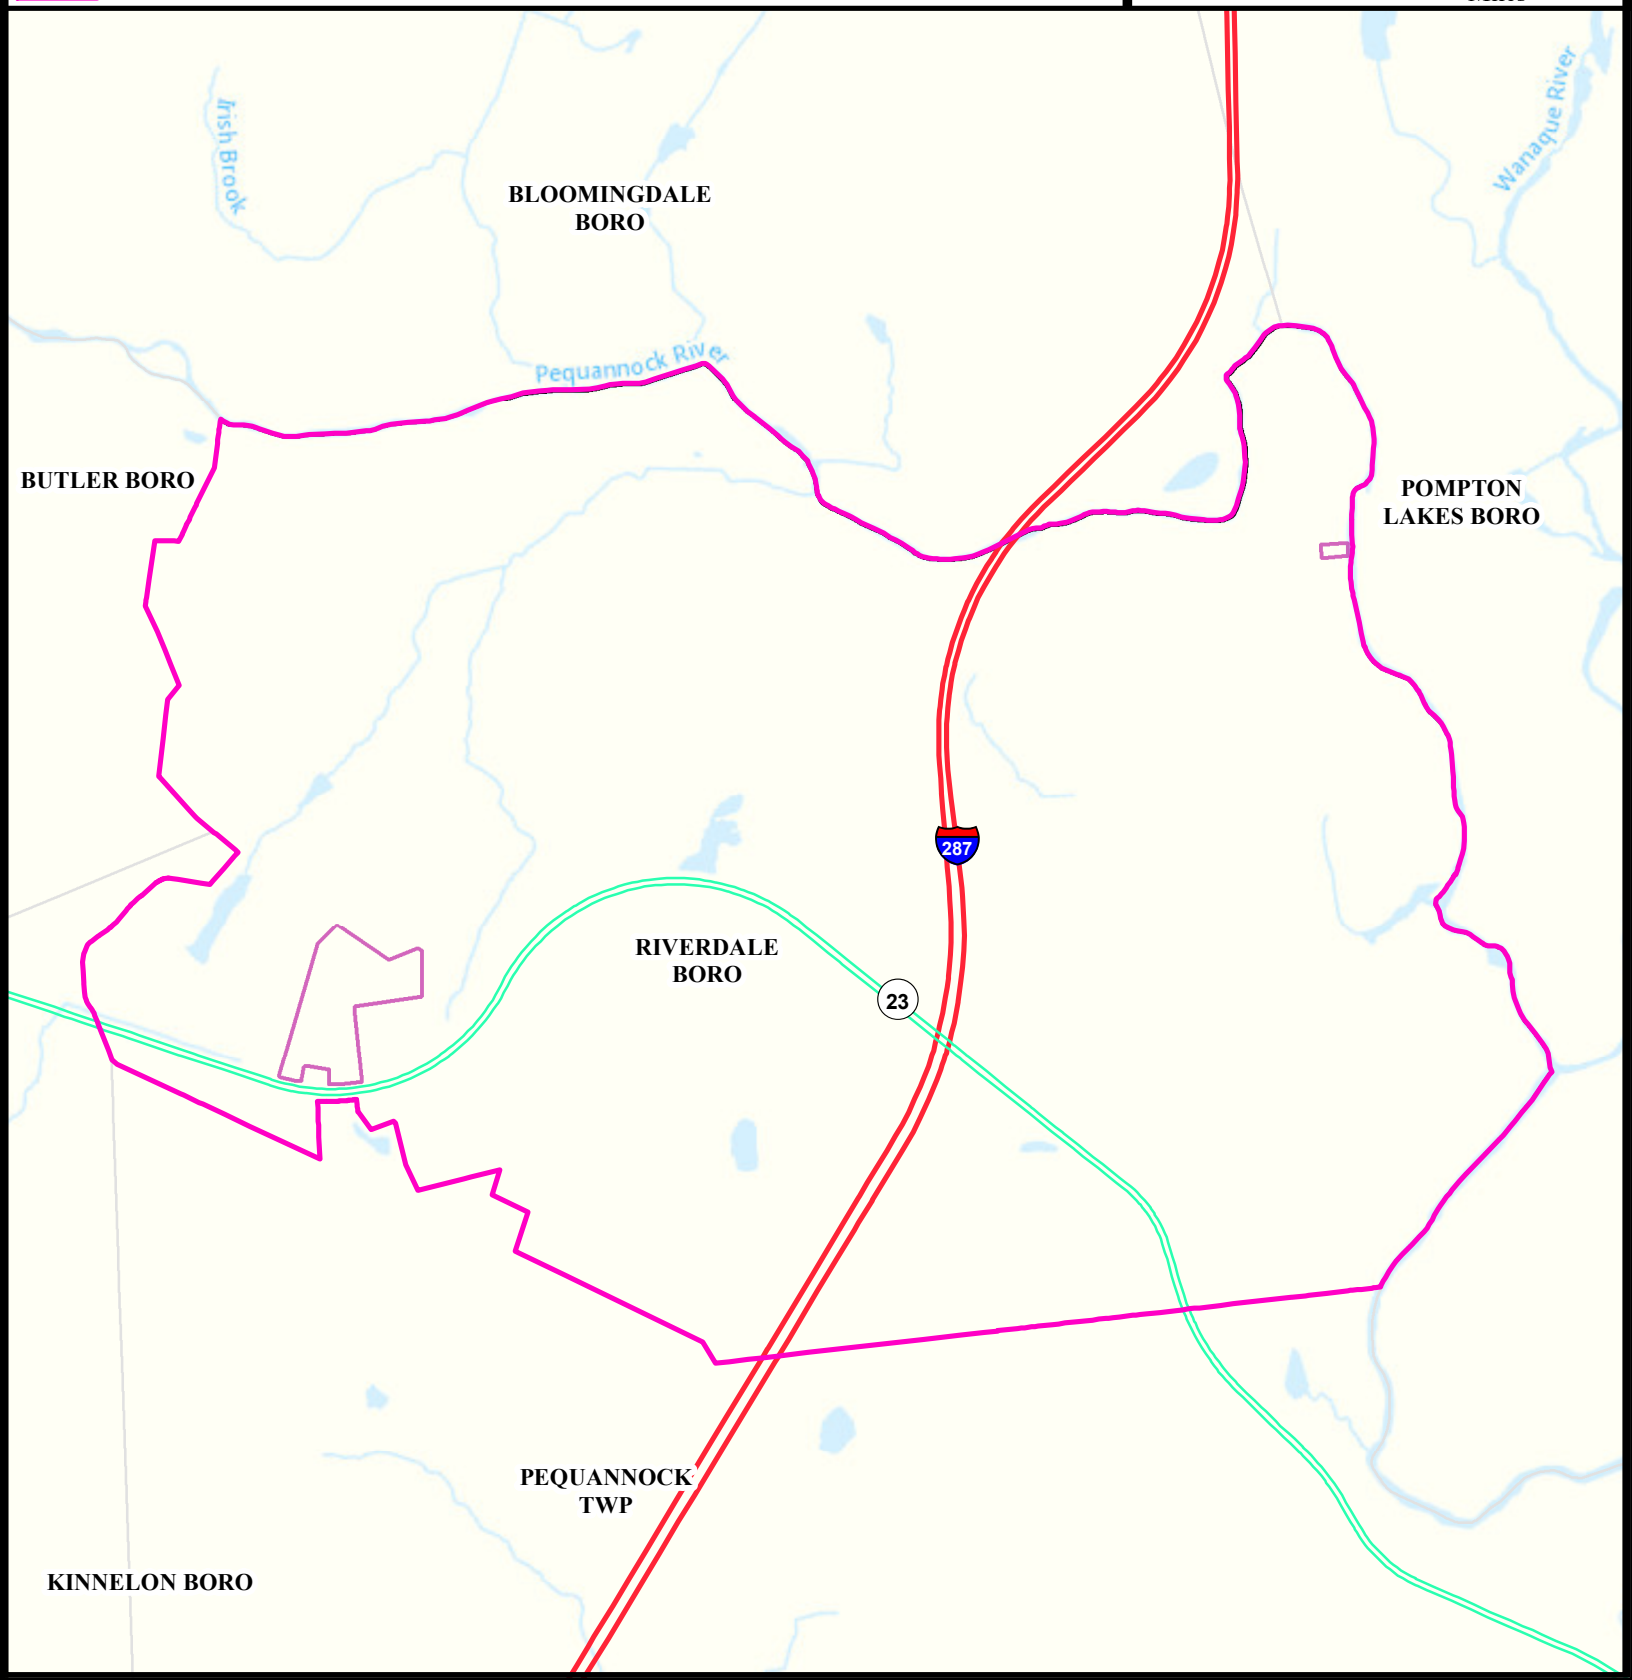 Irish Brook
Wanaque River
BLOOMINGDALE
BORO
Pequannock River
BUTLER BORO
POMPTON
LAKES BORO
287
RIVERDALE
BORO
23
PEQUANNOCK
TWP
KINNELON BORO